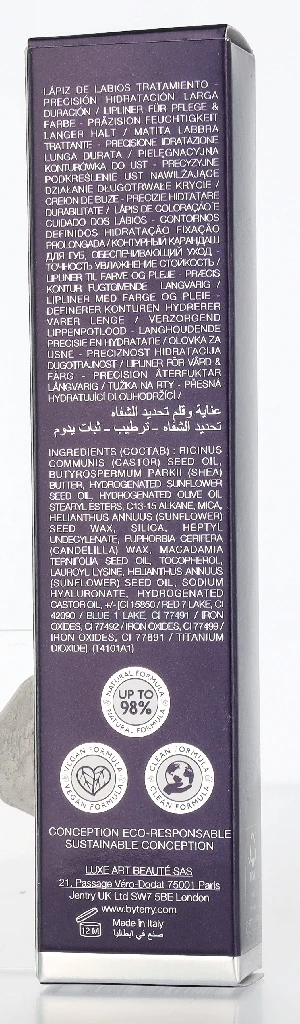 LÁPIZ DE LABIOS TRATAMIENTO -
PRECISIÓN HIDRATACIÓN LARGA
DURACIÓN / LIPLINER FÜR PFLEGE &
FARBE - PRÄZISION FEUCHTIGKEIT
LANGER HALT / MATITA LABBRA
TRATTANTE - PRECISIONE IDRATAZIONE
LUNGA DURATA / PIELĘGNACYJNA
KONTURÓWKA DO UST - PRECYZYJNE
PODKREŚLENIE UST NAWILŻAJĄCE
DZIAŁANIE DŁUGOTRWAŁE KRYCIE /
CREION DE BUZE - PRECIZIE HIDTATARE
DURABILITATE / LÁPIS DE COLORAÇÃO E
CUIDADO DOS LÁBIOS - CONTORNOS
DEFINIDOS HIDRATAÇÃO FIXAÇÃO
PROLONGADA / КОНТУРНЫЙ КАРАНДАШ
ДЛЯ ГУБ, ОБЕСПЕЧИВАЮЩИЙ УХОД -
ТОЧНОСТЬ УВЛАЖНЕНИЕ СТОЙКОСТЬ /
LIPLINER TIL FARVE OG PLEJE - PRÆCIS
KONTUR FUGTGIVENDE LANGVARIG /
LIPLINER MED FARGE OG PLEIE -
DEFINERER KONTUREN HYDRERER
VARER LENGE / VERZORGEND
LIPPENPOTLOOD - LANGHOUDENDE
PRECISIE EN HYDRATATIE / OLOVKA ZA
USNE - PRECIZNOST HIDRATACIJA
DUGOTRAJNOST / LIPLINER FÖR VÅRD &
FÄRG - PRECISION ÅTERFUKTAR
LÅNGVARIG / TUŽKA NA RTY - PŘESNÁ
HYDRATUJÍCÍ DLOUHODRŽÍCÍ /
عناية وقلم تحديد الشفاه
تحديد الشفاه - ترطيب - ثبات يدوم
INGREDIENTS (COCTAB) : RICINUS
COMMUNIS (CASTOR) SEED OIL,
BUTYROSPERMUM PARKII (SHEA)
BUTTER, HYDROGENATED SUNFLOWER
SEED OIL, HYDROGENATED OLIVE OIL
STEARYL ESTERS, C13-15 ALKANE, MICA,
HELIANTHUS ANNUUS (SUNFLOWER)
SEED WAX, SILICA, HEPTYL
UNDECYLENATE, EUPHORBIA CERIFERA
(CANDELILLA) WAX, MACADAMIA
TERNIFOLIA SEED OIL, TOCOPHEROL,
LAUROYL LYSINE, HELIANTHUS ANNUUS
(SUNFLOWER) SEED OIL, SODIUM
HYALURONATE, HYDROGENATED
CASTOR OIL, +/- [CI 15850 / RED 7 LAKE, CI
42090 / BLUE 1 LAKE, CI 77491 / IRON
OXIDES, CI 77492 / IRON OXIDES, CI 77499 /
IRON OXIDES, CI 77891 / TITANIUM
DIOXIDE] (T4101A1)
NATURAL FORMULA
UP TO
98%
NATURAL FORMULA
VEGAN FORMULA
VEGAN FORMULA
CLEAN FORMULA
CLEAN FORMULA
CONCEPTION ECO-RESPONSABLE
SUSTAINABLE CONCEPTION
LUXE ART BEAUTÉ SAS
21, Passage Véro-Dodat 75001 Paris
Jentry UK Ltd SW7 5BE London
www.byterry.com
12 M
Made in Italy
صنع في ايطاليا